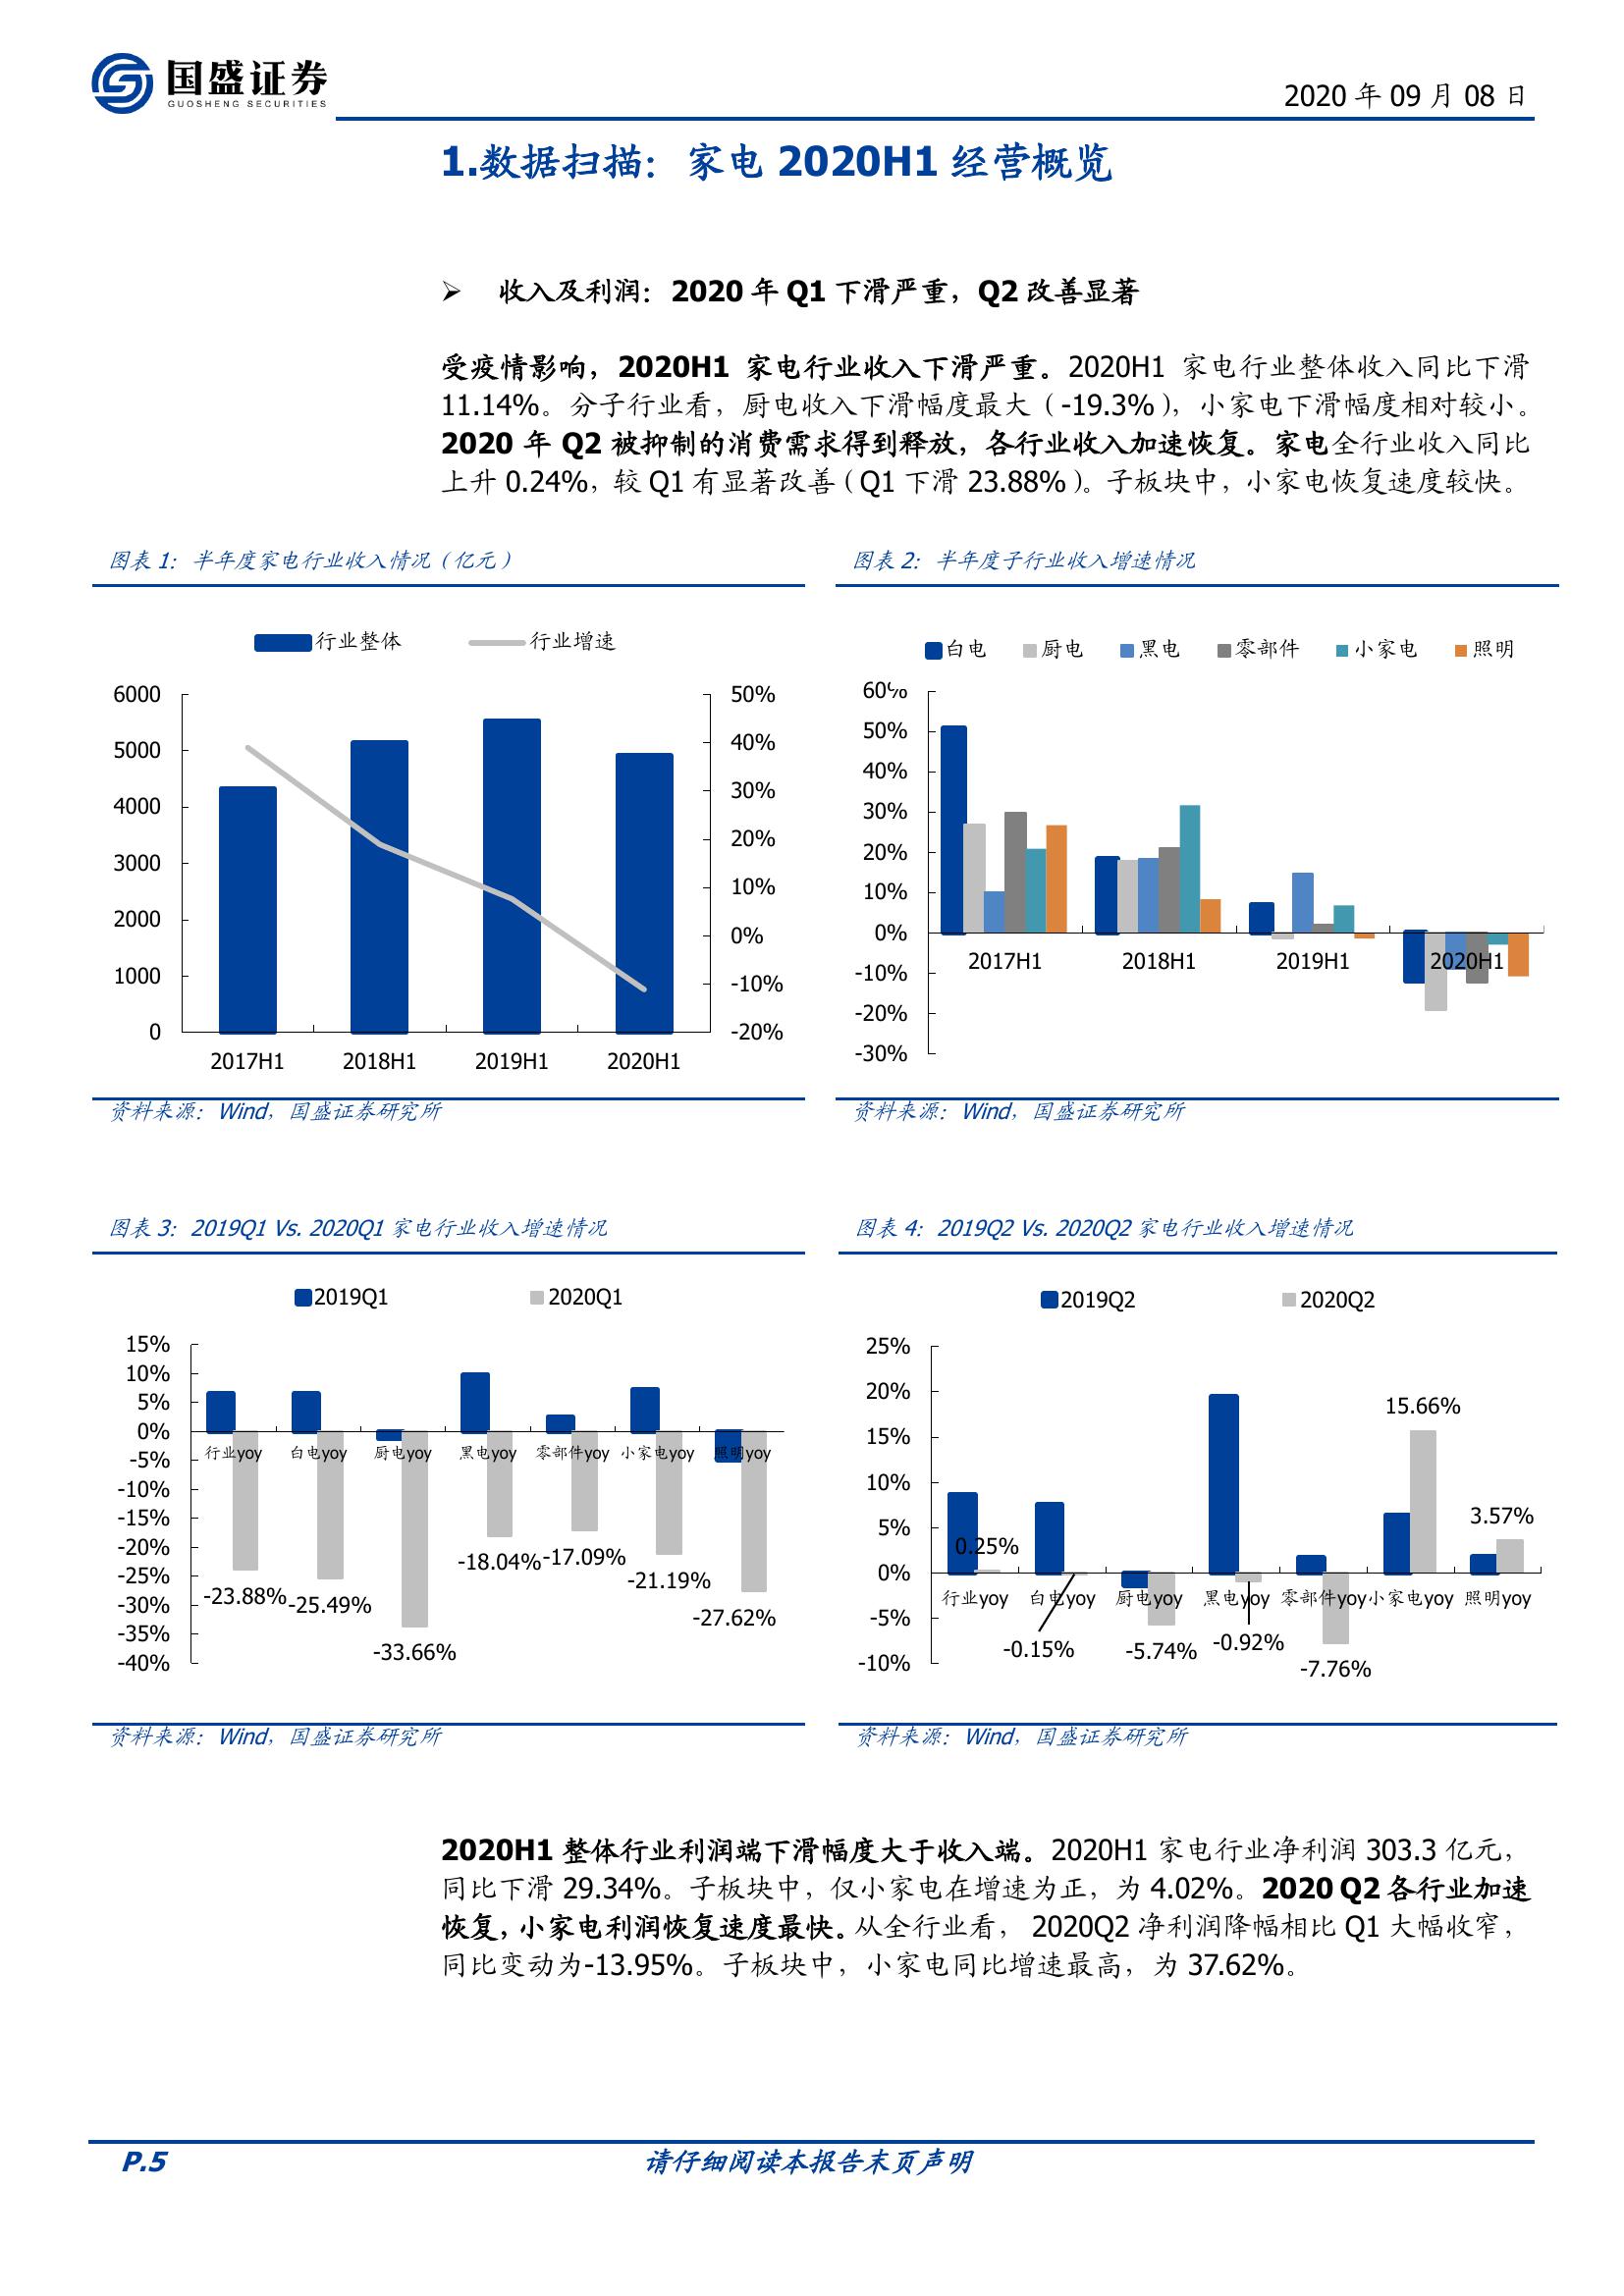 国盛证券
GUOSHENG SECURITIES
2020 年 09 月 08 日
1.数据扫描：家电 2020H1 经营概览
➢ 收入及利润：2020 年 Q1 下滑严重，Q2 改善显著
受疫情影响，2020H1 家电行业收入下滑严重。2020H1 家电行业整体收入同比下滑
11.14%。分子行业看，厨电收入下滑幅度最大（-19.3%），小家电下滑幅度相对较小。
2020 年 Q2 被抑制的消费需求得到释放，各行业收入加速恢复。家电全行业收入同比
上升 0.24%，较 Q1 有显著改善（Q1 下滑 23.88%）。子板块中，小家电恢复速度较快。
图表 1：半年度家电行业收入情况（亿元）
行业整体 行业增速
6000
5000
4000
3000
2000
1000
0
50%
40%
30%
20%
10%
0%
-10%
-20%
2017H1 2018H1 2019H1 2020H1
资料来源：Wind，国盛证券研究所
图表 2：半年度子行业收入增速情况
白电 厨电 黑电 零部件 小家电 照明
60%
50%
40%
30%
20%
10%
0%
-10%
-20%
-30%
2017H1 2018H1 2019H1 2020H1
资料来源：Wind，国盛证券研究所
图表 3：2019Q1 Vs. 2020Q1 家电行业收入增速情况
2019Q1 2020Q1
15%
10%
5%
0%
-5%
-10%
-15%
-20%
-25%
-30%
-35%
-40%
行业yoy 白电yoy 厨电yoy 黑电yoy 零部件yoy 小家电yoy 照明yoy
-23.88% -25.49% -33.66% -18.04% -17.09% -21.19% -27.62%
资料来源：Wind，国盛证券研究所
图表 4：2019Q2 Vs. 2020Q2 家电行业收入增速情况
2019Q2 2020Q2
25%
20%
15%
10%
5%
0%
-5%
-10%
0.25% -0.15% -5.74% -0.92% -7.76% 15.66% 3.57%
行业yoy 白电yoy 厨电yoy 黑电yoy 零部件yoy 小家电yoy 照明yoy
资料来源：Wind，国盛证券研究所
2020H1 整体行业利润端下滑幅度大于收入端。2020H1 家电行业净利润 303.3 亿元，
同比下滑 29.34%。子板块中，仅小家电在增速为正，为 4.02%。2020 Q2 各行业加速
恢复，小家电利润恢复速度最快。从全行业看， 2020Q2 净利润降幅相比 Q1 大幅收窄，
同比变动为-13.95%。子板块中，小家电同比增速最高，为 37.62%。
P.5
请仔细阅读本报告末页声明